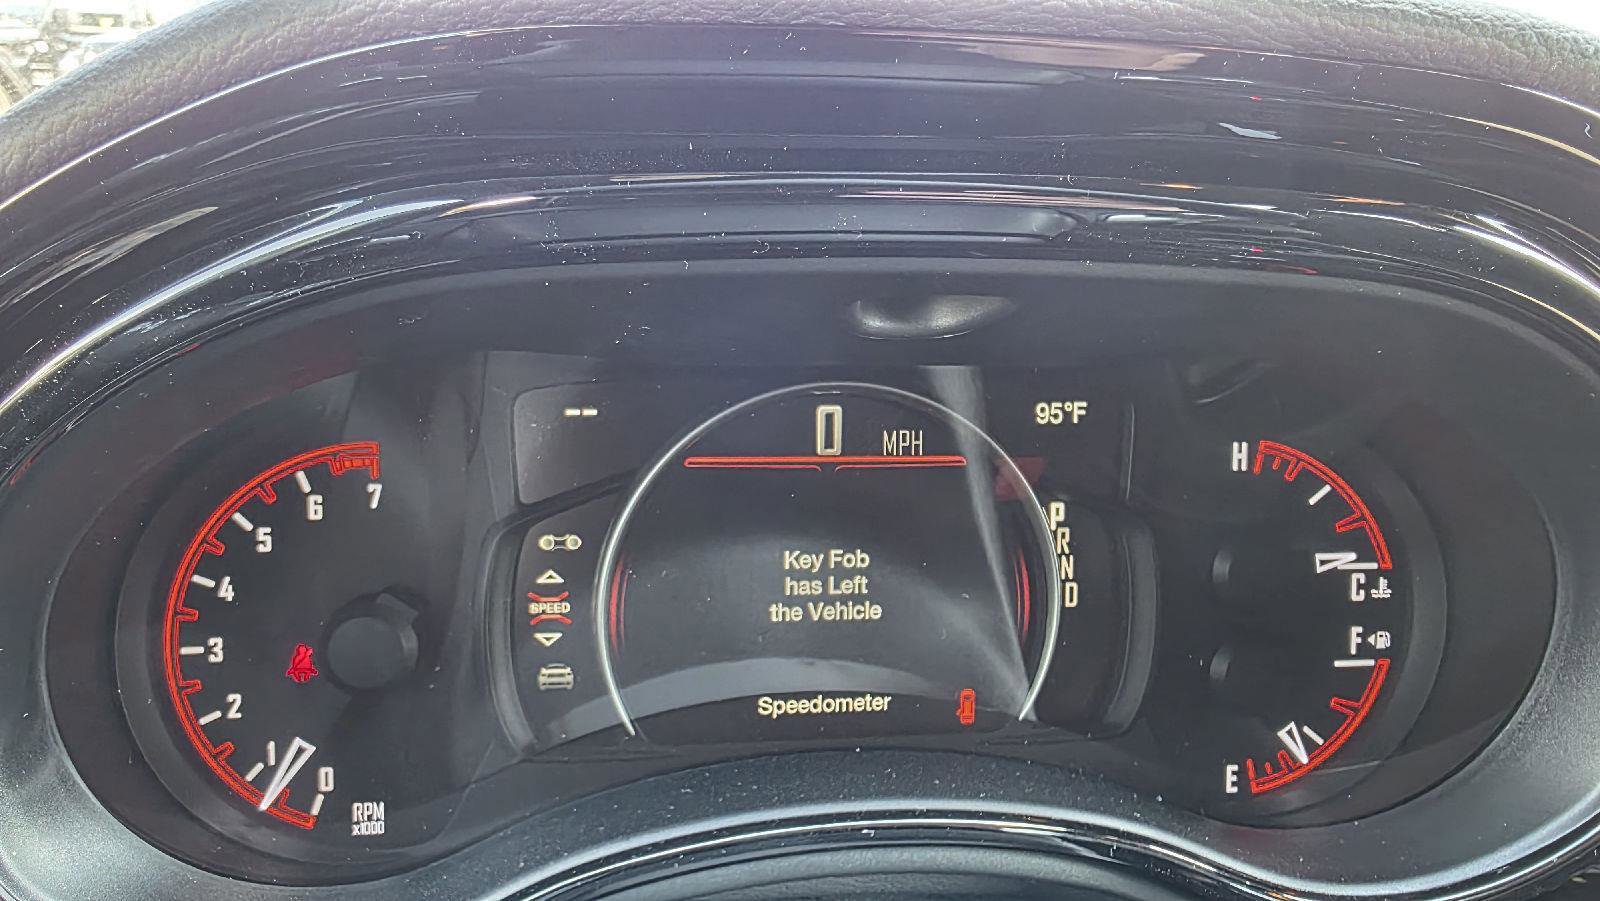 --
0 MPH
95°F
Key Fob
has Left
the Vehicle
Speedometer
SPEED
P
R
N
D
7
6
5
4
3
2
1
0
RPM
x1000
H
C
F
E